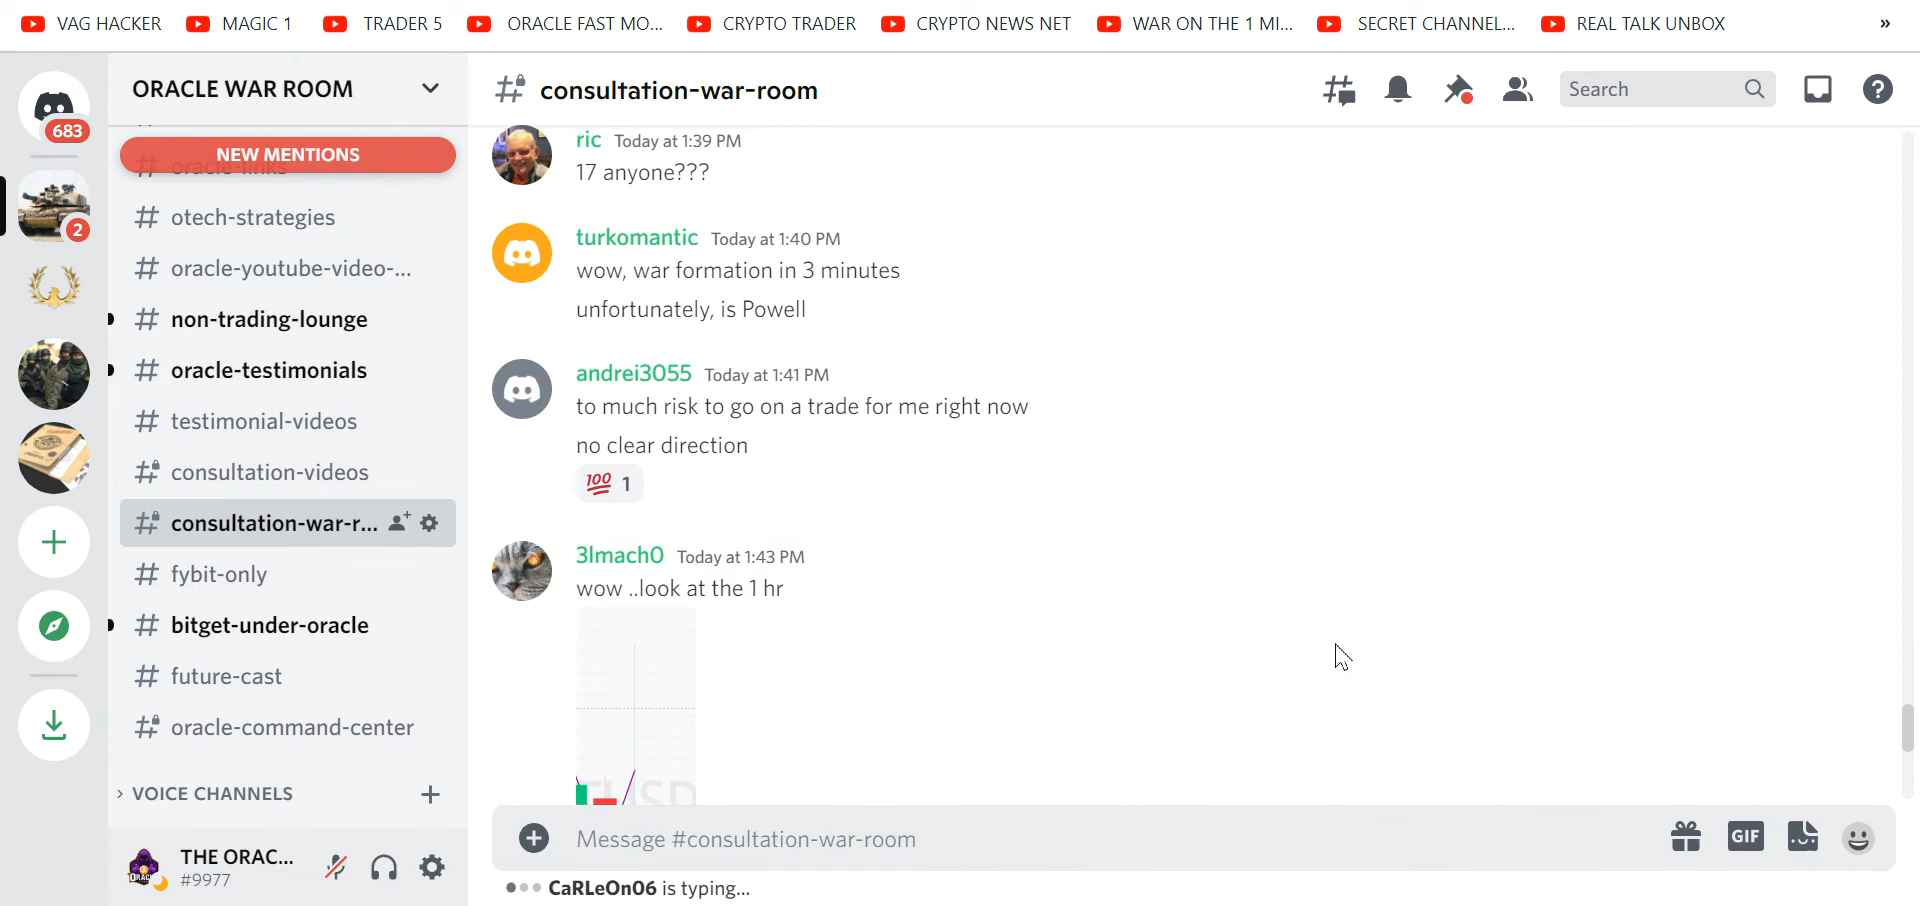 VAG HACKER MAGIC 1 TRADER 5 ORACLE FAST MO... CRYPTO TRADER CRYPTO NEWS NET WAR ON THE 1 MI... SECRET CHANNEL... REAL TALK UNBOX »
683
2
ORACLE WAR ROOM
NEW MENTIONS
# oracle-links
# otech-strategies
# oracle-youtube-video-...
# non-trading-lounge
# oracle-testimonials
# testimonial-videos
# consultation-videos
# consultation-war-r...
# fybit-only
# bitget-under-oracle
# future-cast
# oracle-command-center
VOICE CHANNELS
THE ORAC...
#9977
# consultation-war-room
Search
ric Today at 1:39 PM
17 anyone???
turkomantic Today at 1:40 PM
wow, war formation in 3 minutes
unfortunately, is Powell
andrei3055 Today at 1:41 PM
to much risk to go on a trade for me right now
no clear direction
100 1
3lmach0 Today at 1:43 PM
wow ..look at the 1 hr
Message #consultation-war-room
GIF
CaRLeOn06 is typing...